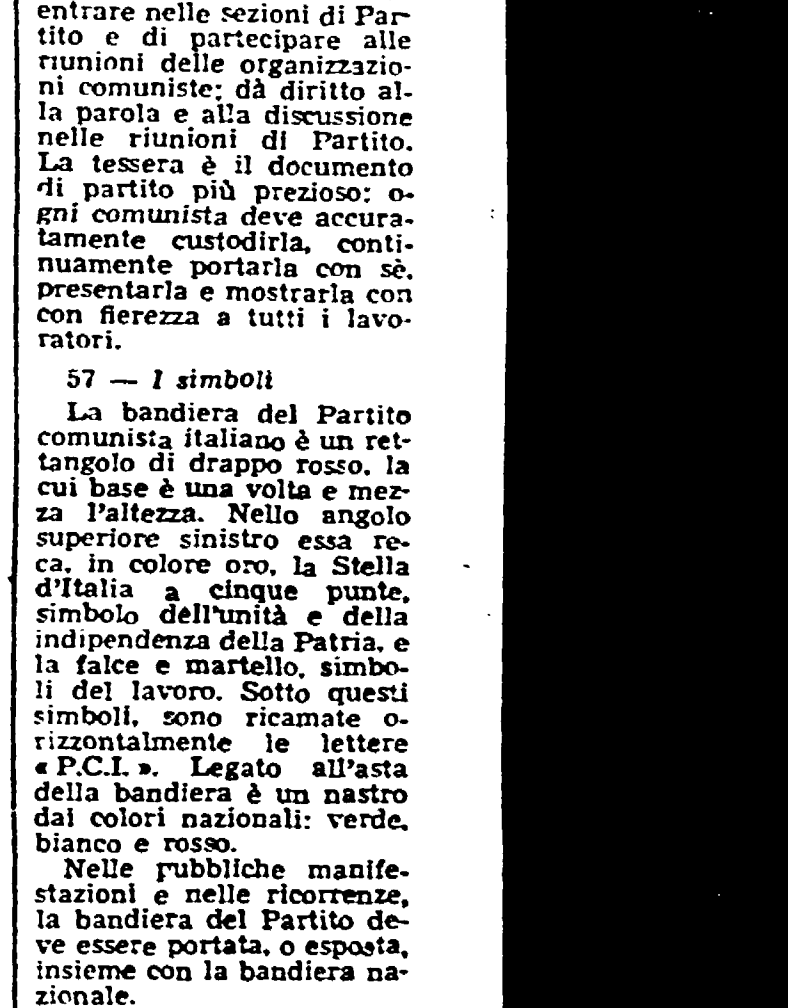 entrare nelle sezioni di Par-
tito e di partecipare alle
riunioni delle organizzazio-
ni comuniste; dà diritto al-
la parola e alla discussione
nelle riunioni di Partito.
La tessera è il documento
di partito più prezioso: o-
gni comunista deve accura-
tamente custodirla, conti-
nuamente portarla con sè,
presentarla e mostrarla con
con fierezza a tutti i lavo-
ratori.
57 — I simboli
La bandiera del Partito
comunista italiano è un ret-
tangolo di drappo rosso, la
cui base è una volta e mez-
za l'altezza. Nello angolo
superiore sinistro essa re-
ca, in colore oro, la Stella
d'Italia a cinque punte,
simbolo dell'unità e della
indipendenza della Patria, e
la falce e martello, simbo-
li del lavoro. Sotto questi
simboli, sono ricamate o-
rizzontalmente le lettere
« P.C.I. ». Legato all'asta
della bandiera è un nastro
dai colori nazionali: verde,
bianco e rosso.
Nelle pubbliche manife-
stazioni e nelle ricorrenze,
la bandiera del Partito de-
ve essere portata, o esposta,
insieme con la bandiera na-
zionale.